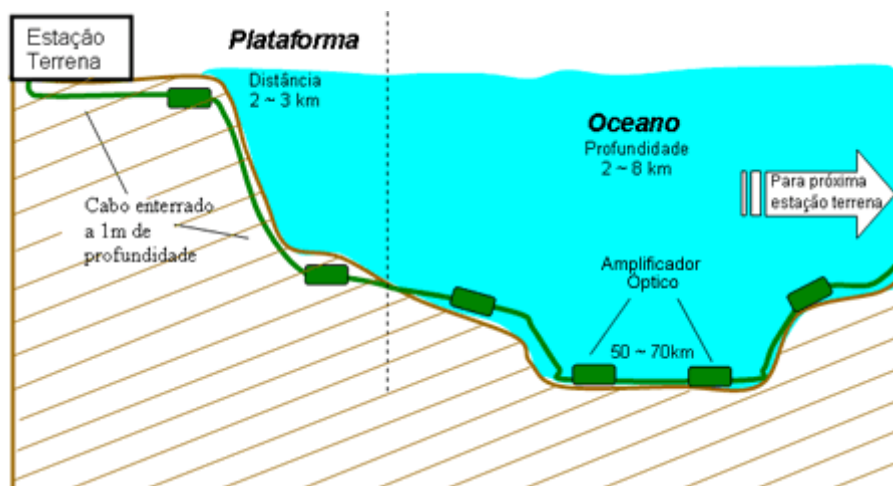 Estação
Terrena
Plataforma
Distância
2 ~ 3 km
Oceano
Profundidade
2 ~ 8 km
Para próxima
estação terrena
Cabo enterrado
a 1m de
profundidade
Amplificador
Óptico
50 ~ 70km